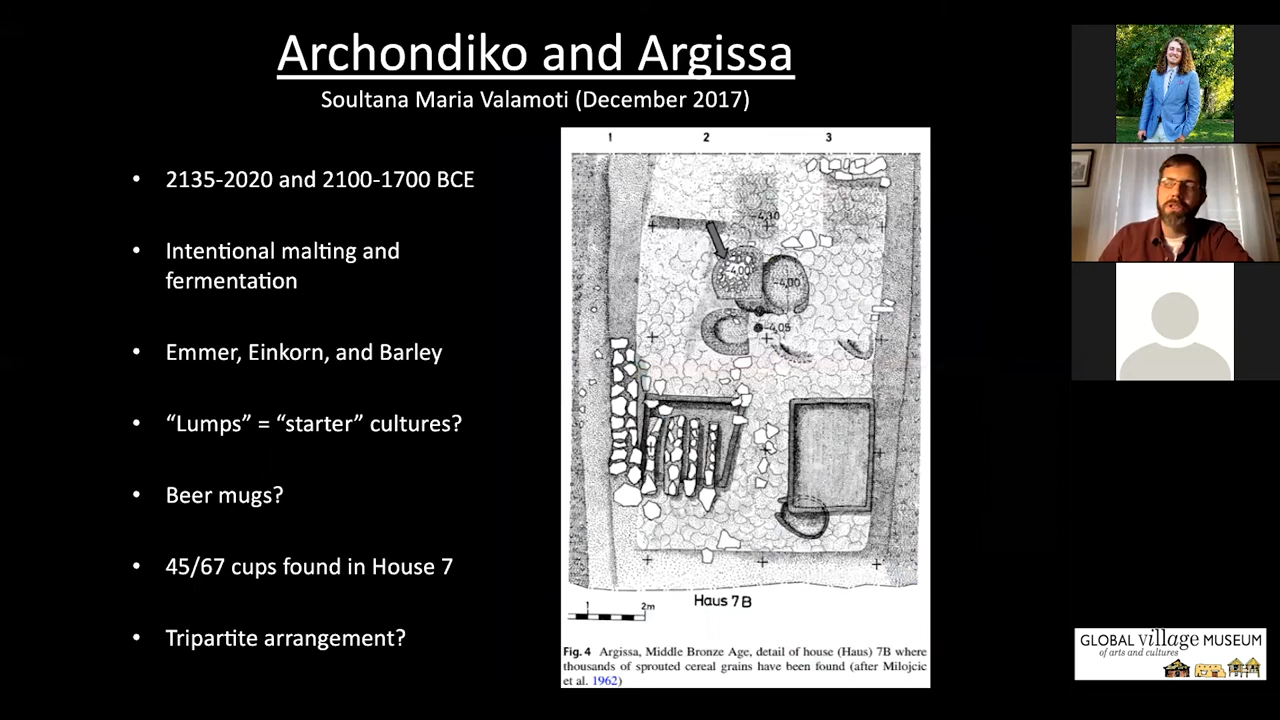 Archondiko and Argissa
Soultana Maria Valamoti (December 2017)
• 2135-2020 and 2100-1700 BCE
• Intentional malting and
fermentation
• Emmer, Einkorn, and Barley
• “Lumps” = “starter” cultures?
• Beer mugs?
• 45/67 cups found in House 7
• Tripartite arrangement?
1 2 3
-4,10
-4,00
-4,00
-4,05
1 2m
Haus 7B
Fig. 4 Argissa, Middle Bronze Age, detail of house (Haus) 7B where
thousands of sprouted cereal grains have been found (after Milojcic
et al. 1962)
GLOBAL village MUSEUM
of arts and cultures